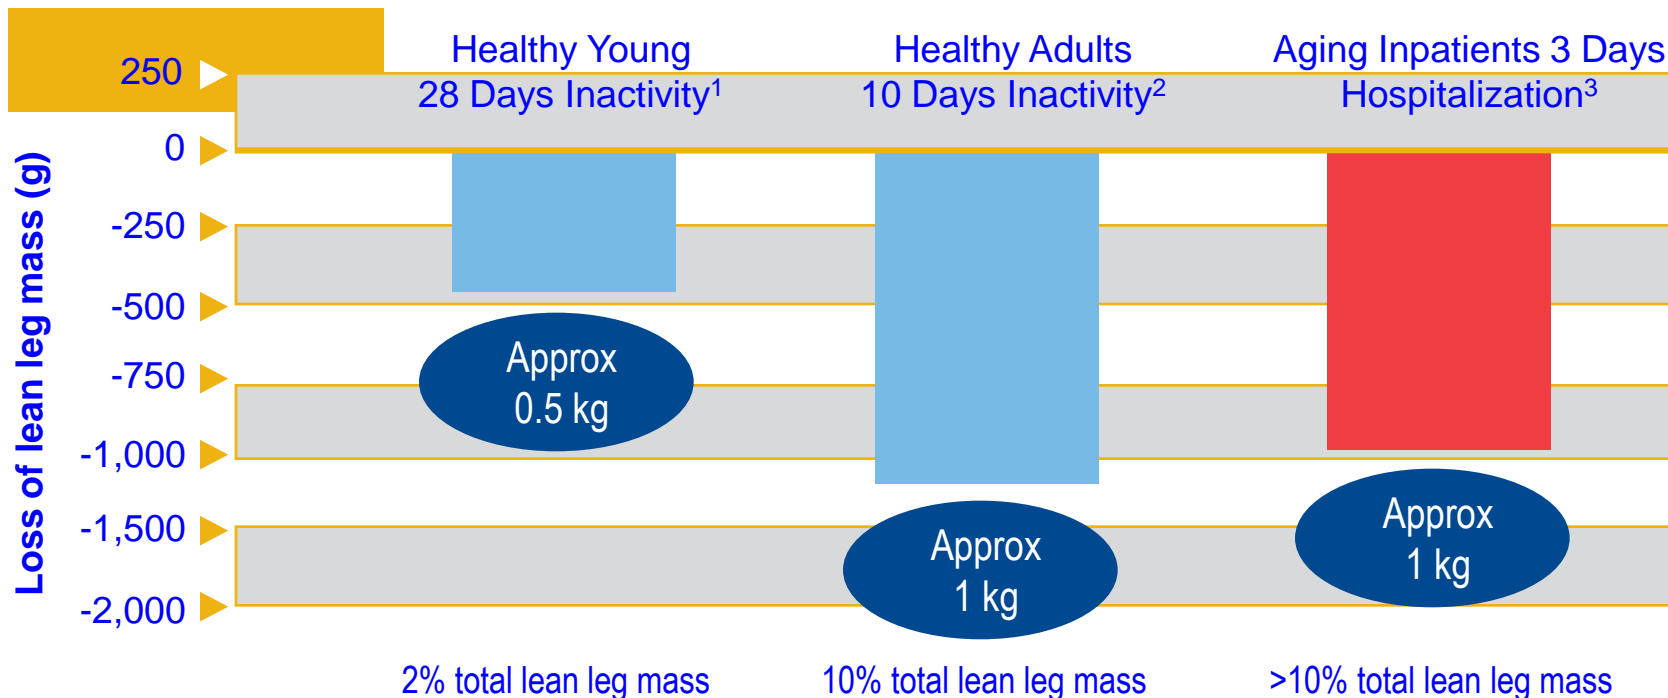 Healthy Young
28 Days Inactivity¹
Healthy Adults
10 Days Inactivity²
Aging Inpatients 3 Days
Hospitalization³
Loss of lean leg mass (g)
250
0
-250
-500
-750
-1,000
-1,500
-2,000
Approx
0.5 kg
Approx
1 kg
Approx
1 kg
2% total lean leg mass
10% total lean leg mass
>10% total lean leg mass